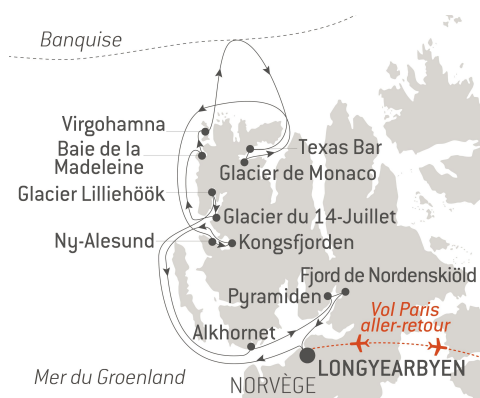 Banquise
Virgohamna
Baie de la
Madeleine
Texas Bar
Glacier de Monaco
Glacier Lilliehöök
Glacier du 14-Juillet
Ny-Alesund
Kongsfjorden
Fjord de Nordenskiöld
Pyramiden
Vol Paris
aller-retour
Alkhornet
Mer du Groenland
LONGYEARBYEN
NORVÈGE